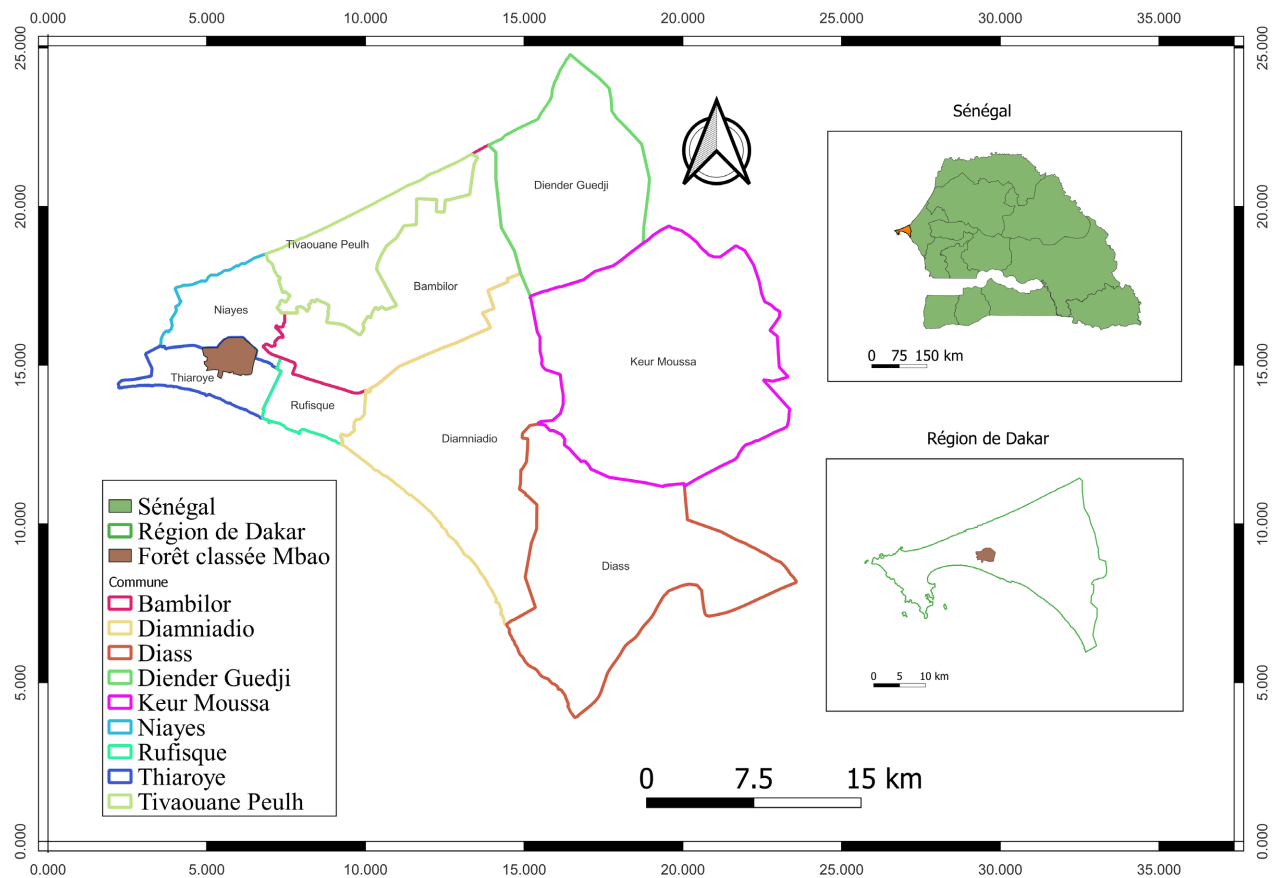 0.000 5.000 10.000 15.000 20.000 25.000 30.000 35.000
25.000
25.000
Sénégal
Diender Guedji
20.000
20.000
Tivaouane Peulh
Bambilor
Niayes
0 75 150 km
Keur Moussa
15.000
15.000
Thiaroye
Rufisque
Diamniadio
Région de Dakar
Sénégal
Région de Dakar
Forêt classée Mbao
Commune
Bambilor
Diamniadio
Diass
Diender Guedji
Keur Moussa
Niayes
Rufisque
Thiaroye
Tivaouane Peulh
10.000
10.000
Diass
0 5 10 km
5.000
5.000
0 7.5 15 km
0.000
0.000
0.000 5.000 10.000 15.000 20.000 25.000 30.000 35.000